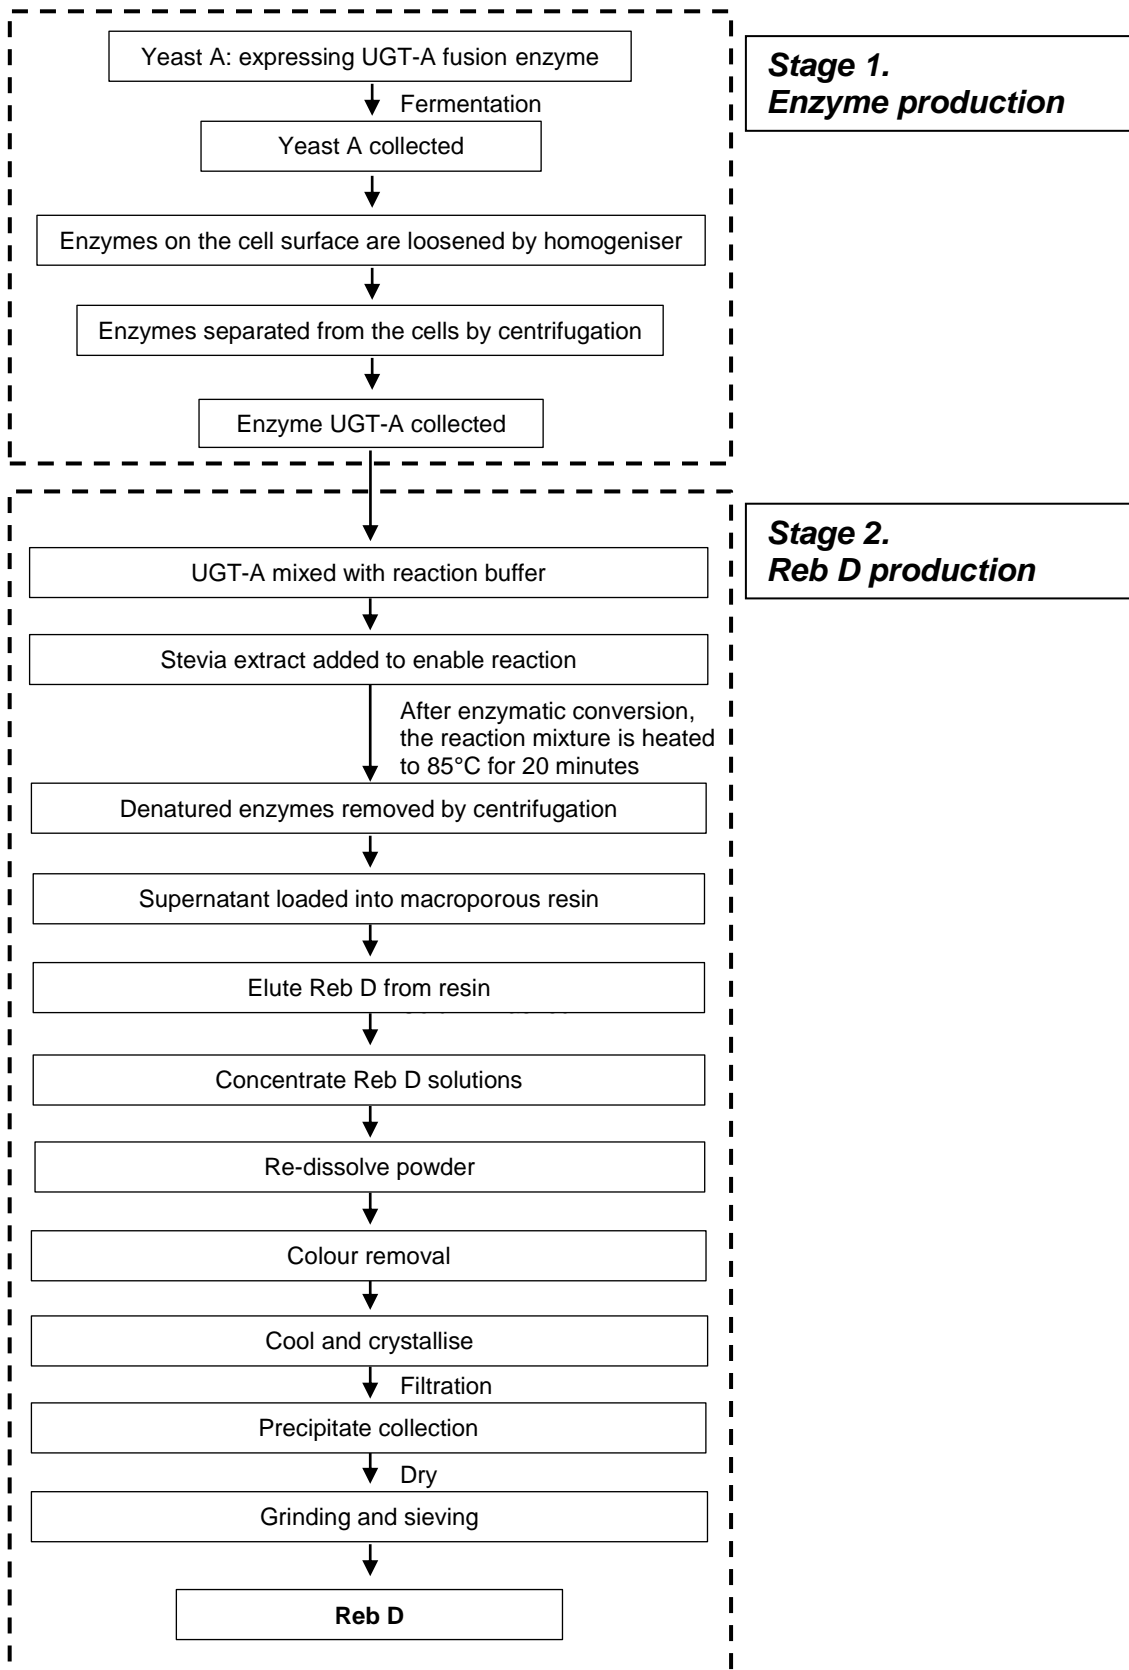 Yeast A: expressing UGT-A fusion enzyme
Stage 1.
Enzyme production
Fermentation
Yeast A collected
Enzymes on the cell surface are loosened by homogeniser
Enzymes separated from the cells by centrifugation
Enzyme UGT-A collected
Stage 2.
Reb D production
UGT-A mixed with reaction buffer
Stevia extract added to enable reaction
After enzymatic conversion,
the reaction mixture is heated
to 85°C for 20 minutes
Denatured enzymes removed by centrifugation
Supernatant loaded into macroporous resin
Elute Reb D from resin
Concentrate Reb D solutions
Re-dissolve powder
Colour removal
Cool and crystallise
Filtration
Precipitate collection
Dry
Grinding and sieving
Reb D